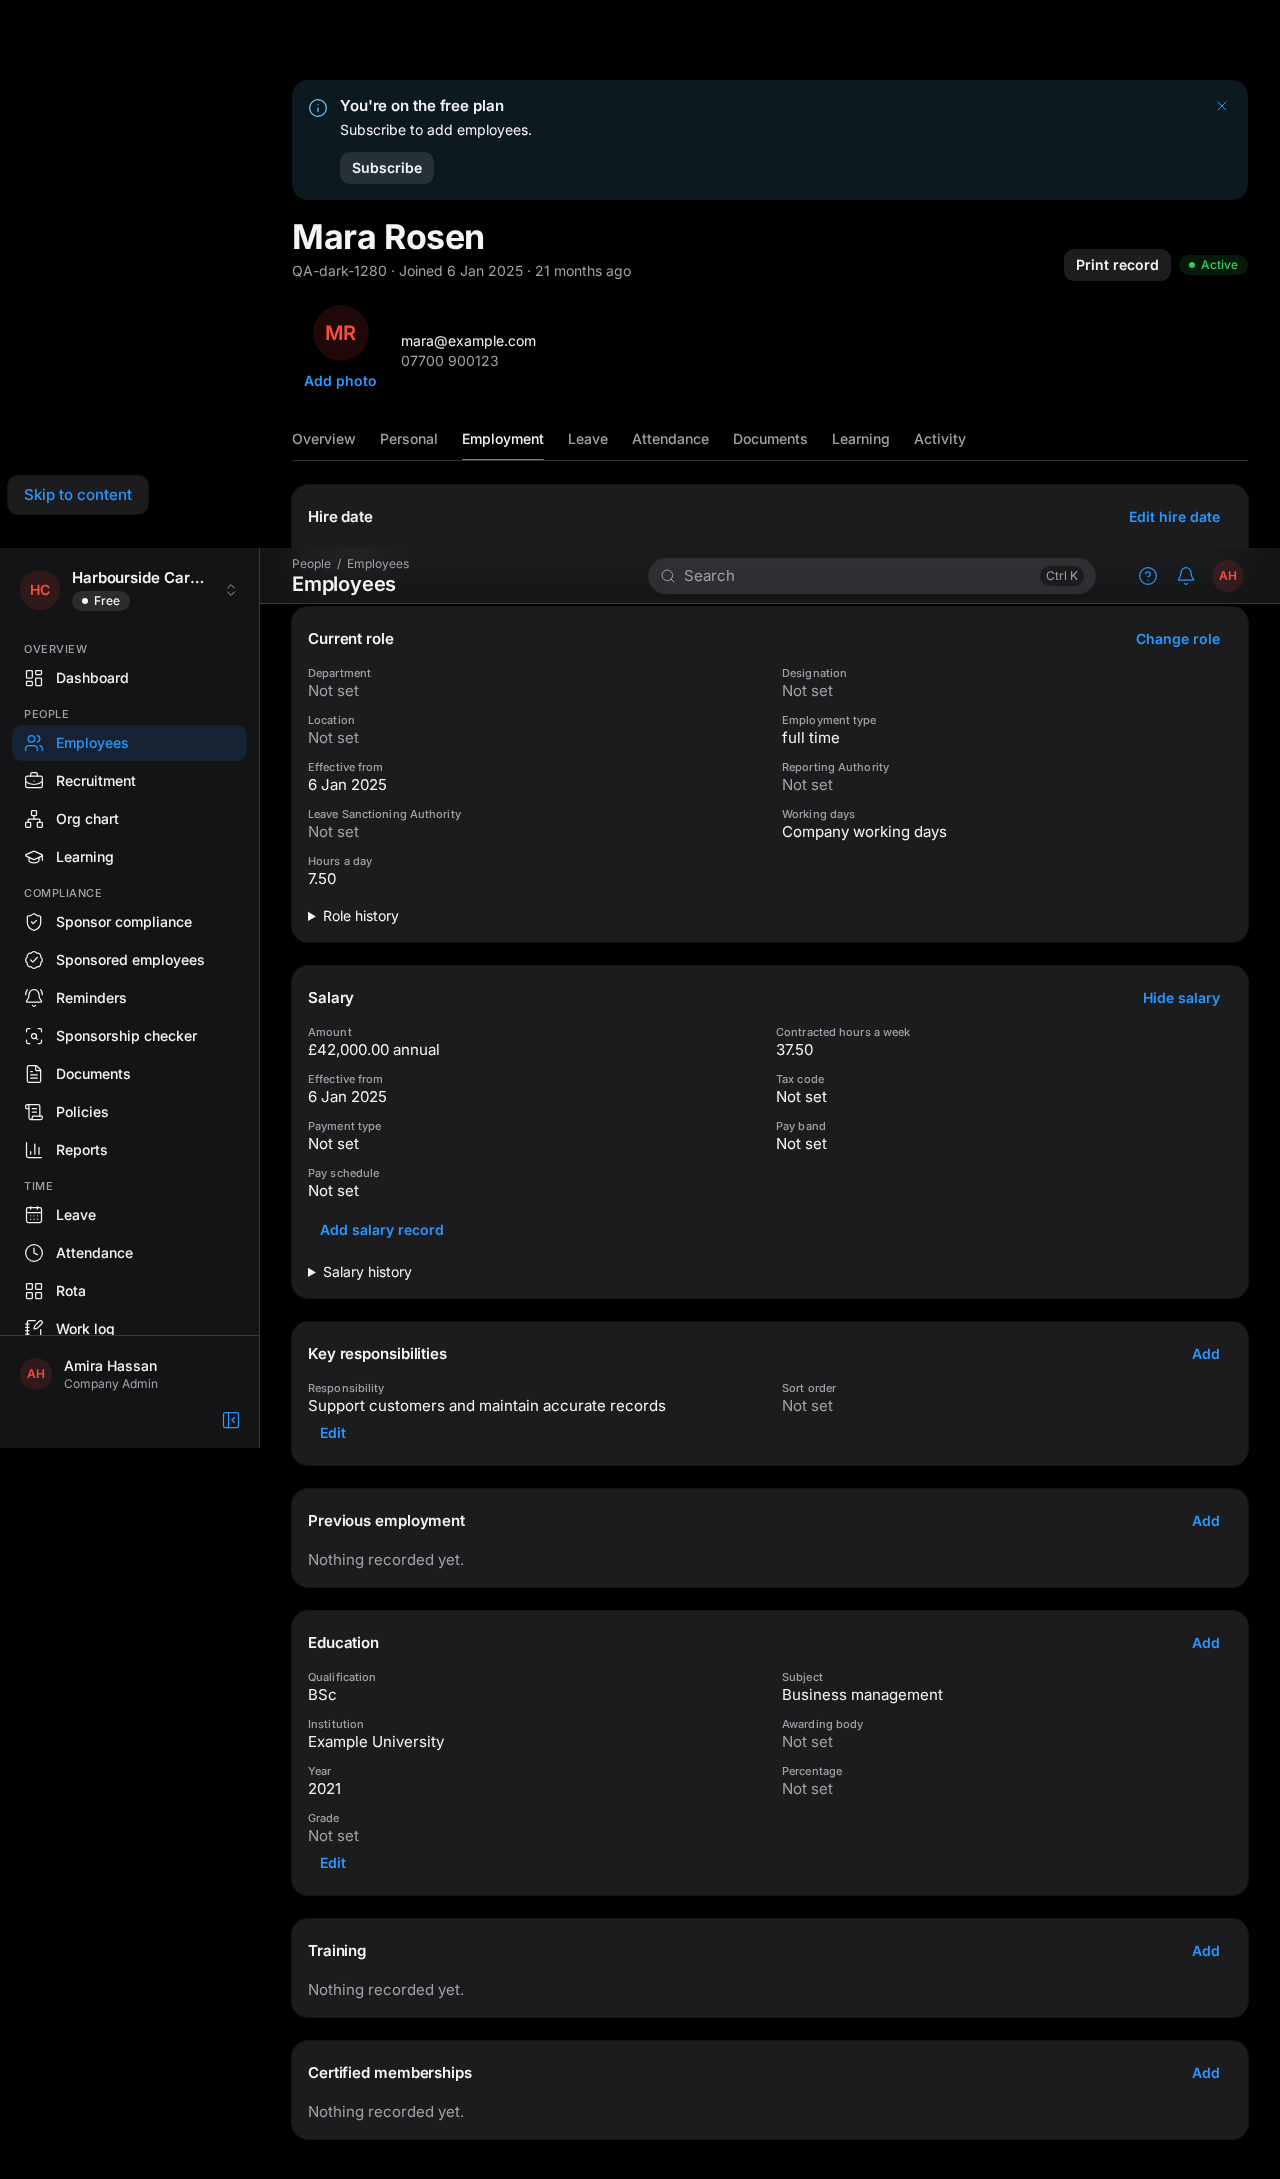 You're on the free plan
Subscribe to add employees.
Subscribe
Mara Rosen
QA-dark-1280 · Joined 6 Jan 2025 · 21 months ago
Print record
Active
MR
Add photo
mara@example.com
07700 900123
Overview Personal Employment Leave Attendance Documents Learning Activity
Skip to content
Hire date
Edit hire date
HC
Harbourside Car...
Free
People / Employees
Employees
Search
Ctrl K
AH
OVERVIEW
Dashboard
PEOPLE
Employees
Recruitment
Org chart
Learning
COMPLIANCE
Sponsor compliance
Sponsored employees
Reminders
Sponsorship checker
Documents
Policies
Reports
TIME
Leave
Attendance
Rota
Work log
AH
Amira Hassan
Company Admin
Current role
Change role
Department
Not set
Designation
Not set
Location
Not set
Employment type
full time
Effective from
6 Jan 2025
Reporting Authority
Not set
Leave Sanctioning Authority
Not set
Working days
Company working days
Hours a day
7.50
Role history
Salary
Hide salary
Amount
£42,000.00 annual
Contracted hours a week
37.50
Effective from
6 Jan 2025
Tax code
Not set
Payment type
Not set
Pay band
Not set
Pay schedule
Not set
Add salary record
Salary history
Key responsibilities
Add
Responsibility
Support customers and maintain accurate records
Sort order
Not set
Edit
Previous employment
Add
Nothing recorded yet.
Education
Add
Qualification
BSc
Subject
Business management
Institution
Example University
Awarding body
Not set
Year
2021
Percentage
Not set
Grade
Not set
Edit
Training
Add
Nothing recorded yet.
Certified memberships
Add
Nothing recorded yet.